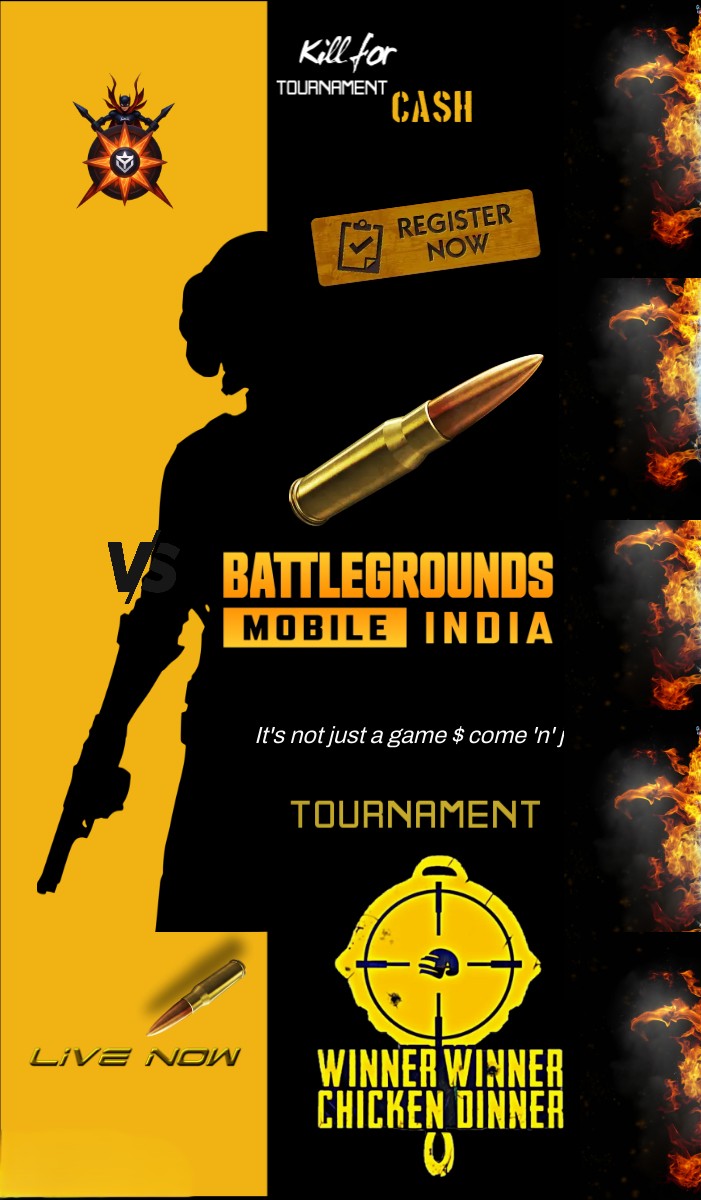 Kill for
TOURNAMENT
CASH
REGISTER
NOW
VS
BATTLEGROUNDS
MOBILE INDIA
It's not just a game $ come 'n'
TOURNAMENT
LiVE NOW
WINNER WINNER
CHICKEN DINNER